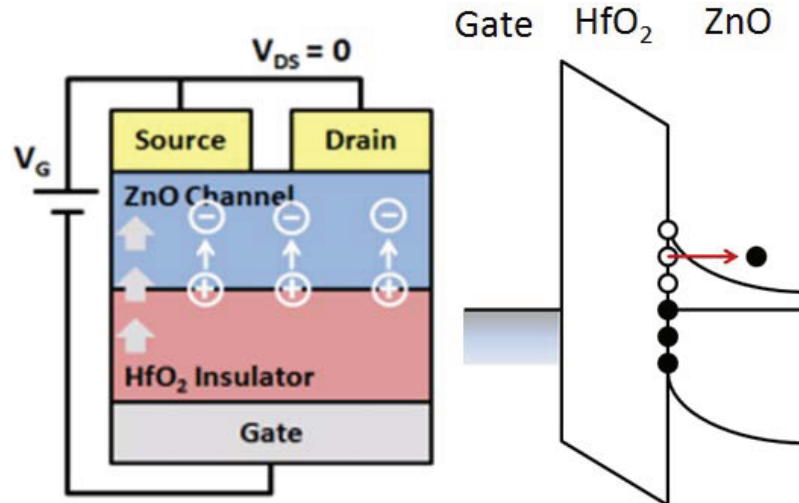 V_DS = 0
Source
Drain
V_G
ZnO Channel
HfO₂ Insulator
Gate
Gate HfO₂ ZnO